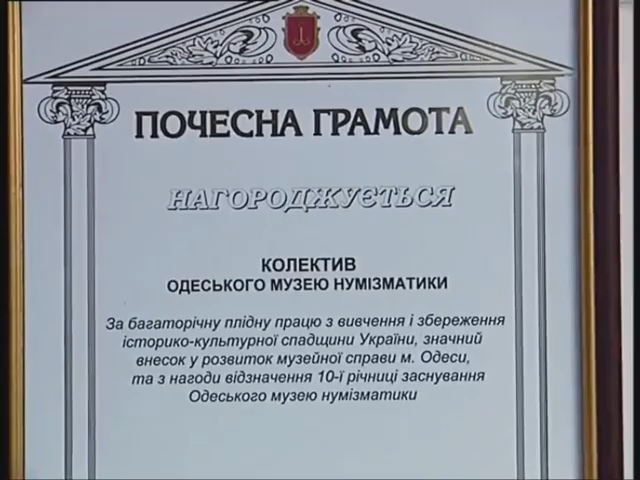 ПОЧЕСНА ГРАМОТА
НАГОРОДЖУЄТЬСЯ
КОЛЕКТИВ
ОДЕСЬКОГО МУЗЕЮ НУМІЗМАТИКИ
За багаторічну плідну працю з вивчення і збереження
історико-культурної спадщини України, значний
внесок у розвиток музейної справи м. Одеси,
та з нагоди відзначення 10-ї річниці заснування
Одеського музею нумізматики